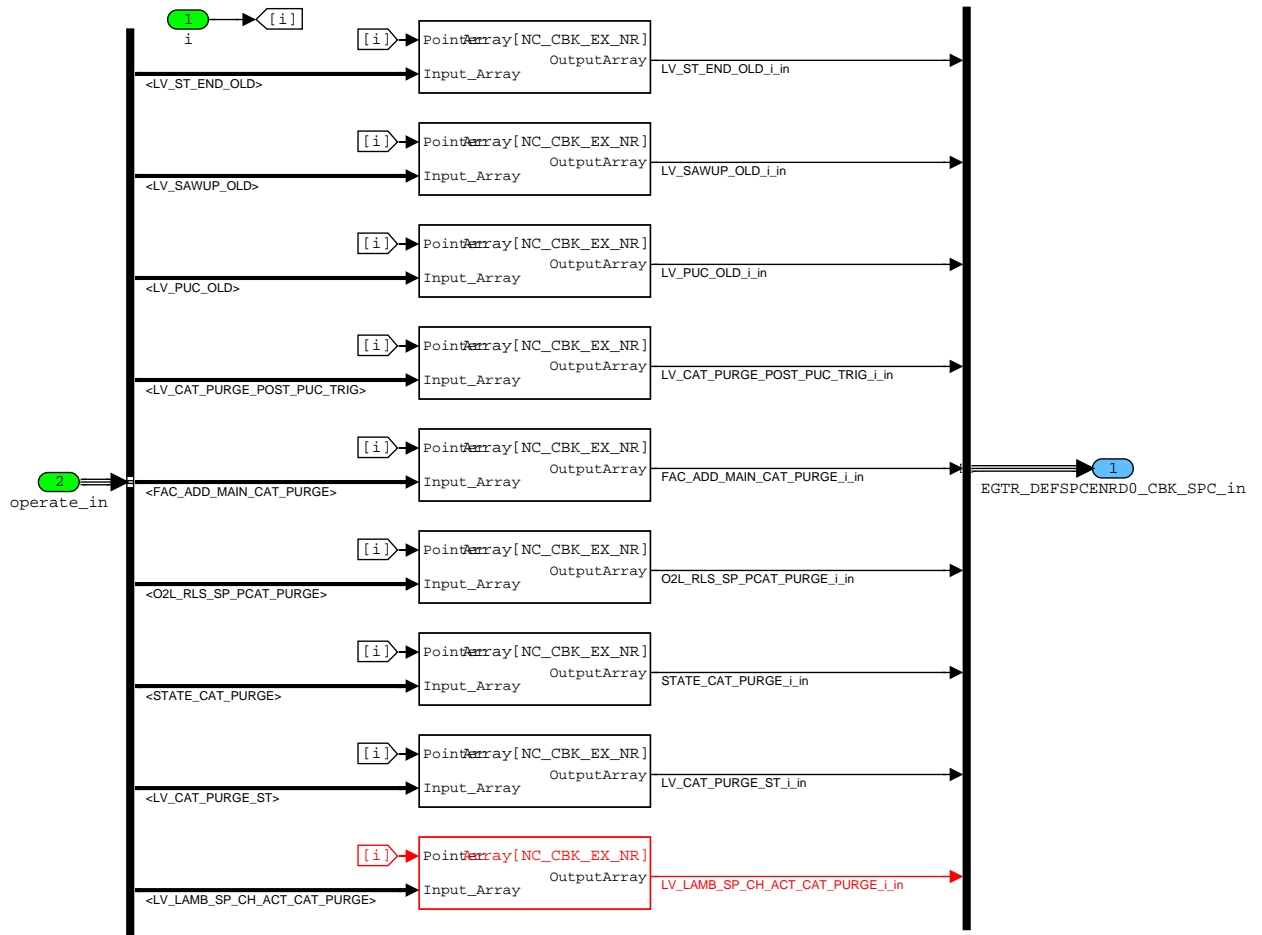 1
[i]
i
[i]
Pointer
Array[NC_CBK_EX_NR]
OutputArray
Input_Array
<LV_ST_END_OLD>
LV_ST_END_OLD_i_in
[i]
Pointer
Array[NC_CBK_EX_NR]
OutputArray
Input_Array
<LV_SAWUP_OLD>
LV_SAWUP_OLD_i_in
[i]
Pointer
Array[NC_CBK_EX_NR]
OutputArray
Input_Array
<LV_PUC_OLD>
LV_PUC_OLD_i_in
[i]
Pointer
Array[NC_CBK_EX_NR]
OutputArray
Input_Array
<LV_CAT_PURGE_POST_PUC_TRIG>
LV_CAT_PURGE_POST_PUC_TRIG_i_in
[i]
Pointer
Array[NC_CBK_EX_NR]
OutputArray
Input_Array
<FAC_ADD_MAIN_CAT_PURGE>
FAC_ADD_MAIN_CAT_PURGE_i_in
2
operate_in
1
EGTR_DEFSPCENRD0_CBK_SPC_in
[i]
Pointer
Array[NC_CBK_EX_NR]
OutputArray
Input_Array
<O2L_RLS_SP_PCAT_PURGE>
O2L_RLS_SP_PCAT_PURGE_i_in
[i]
Pointer
Array[NC_CBK_EX_NR]
OutputArray
Input_Array
<STATE_CAT_PURGE>
STATE_CAT_PURGE_i_in
[i]
Pointer
Array[NC_CBK_EX_NR]
OutputArray
Input_Array
<LV_CAT_PURGE_ST>
LV_CAT_PURGE_ST_i_in
[i]
Pointer
Array[NC_CBK_EX_NR]
OutputArray
Input_Array
<LV_LAMB_SP_CH_ACT_CAT_PURGE>
LV_LAMB_SP_CH_ACT_CAT_PURGE_i_in